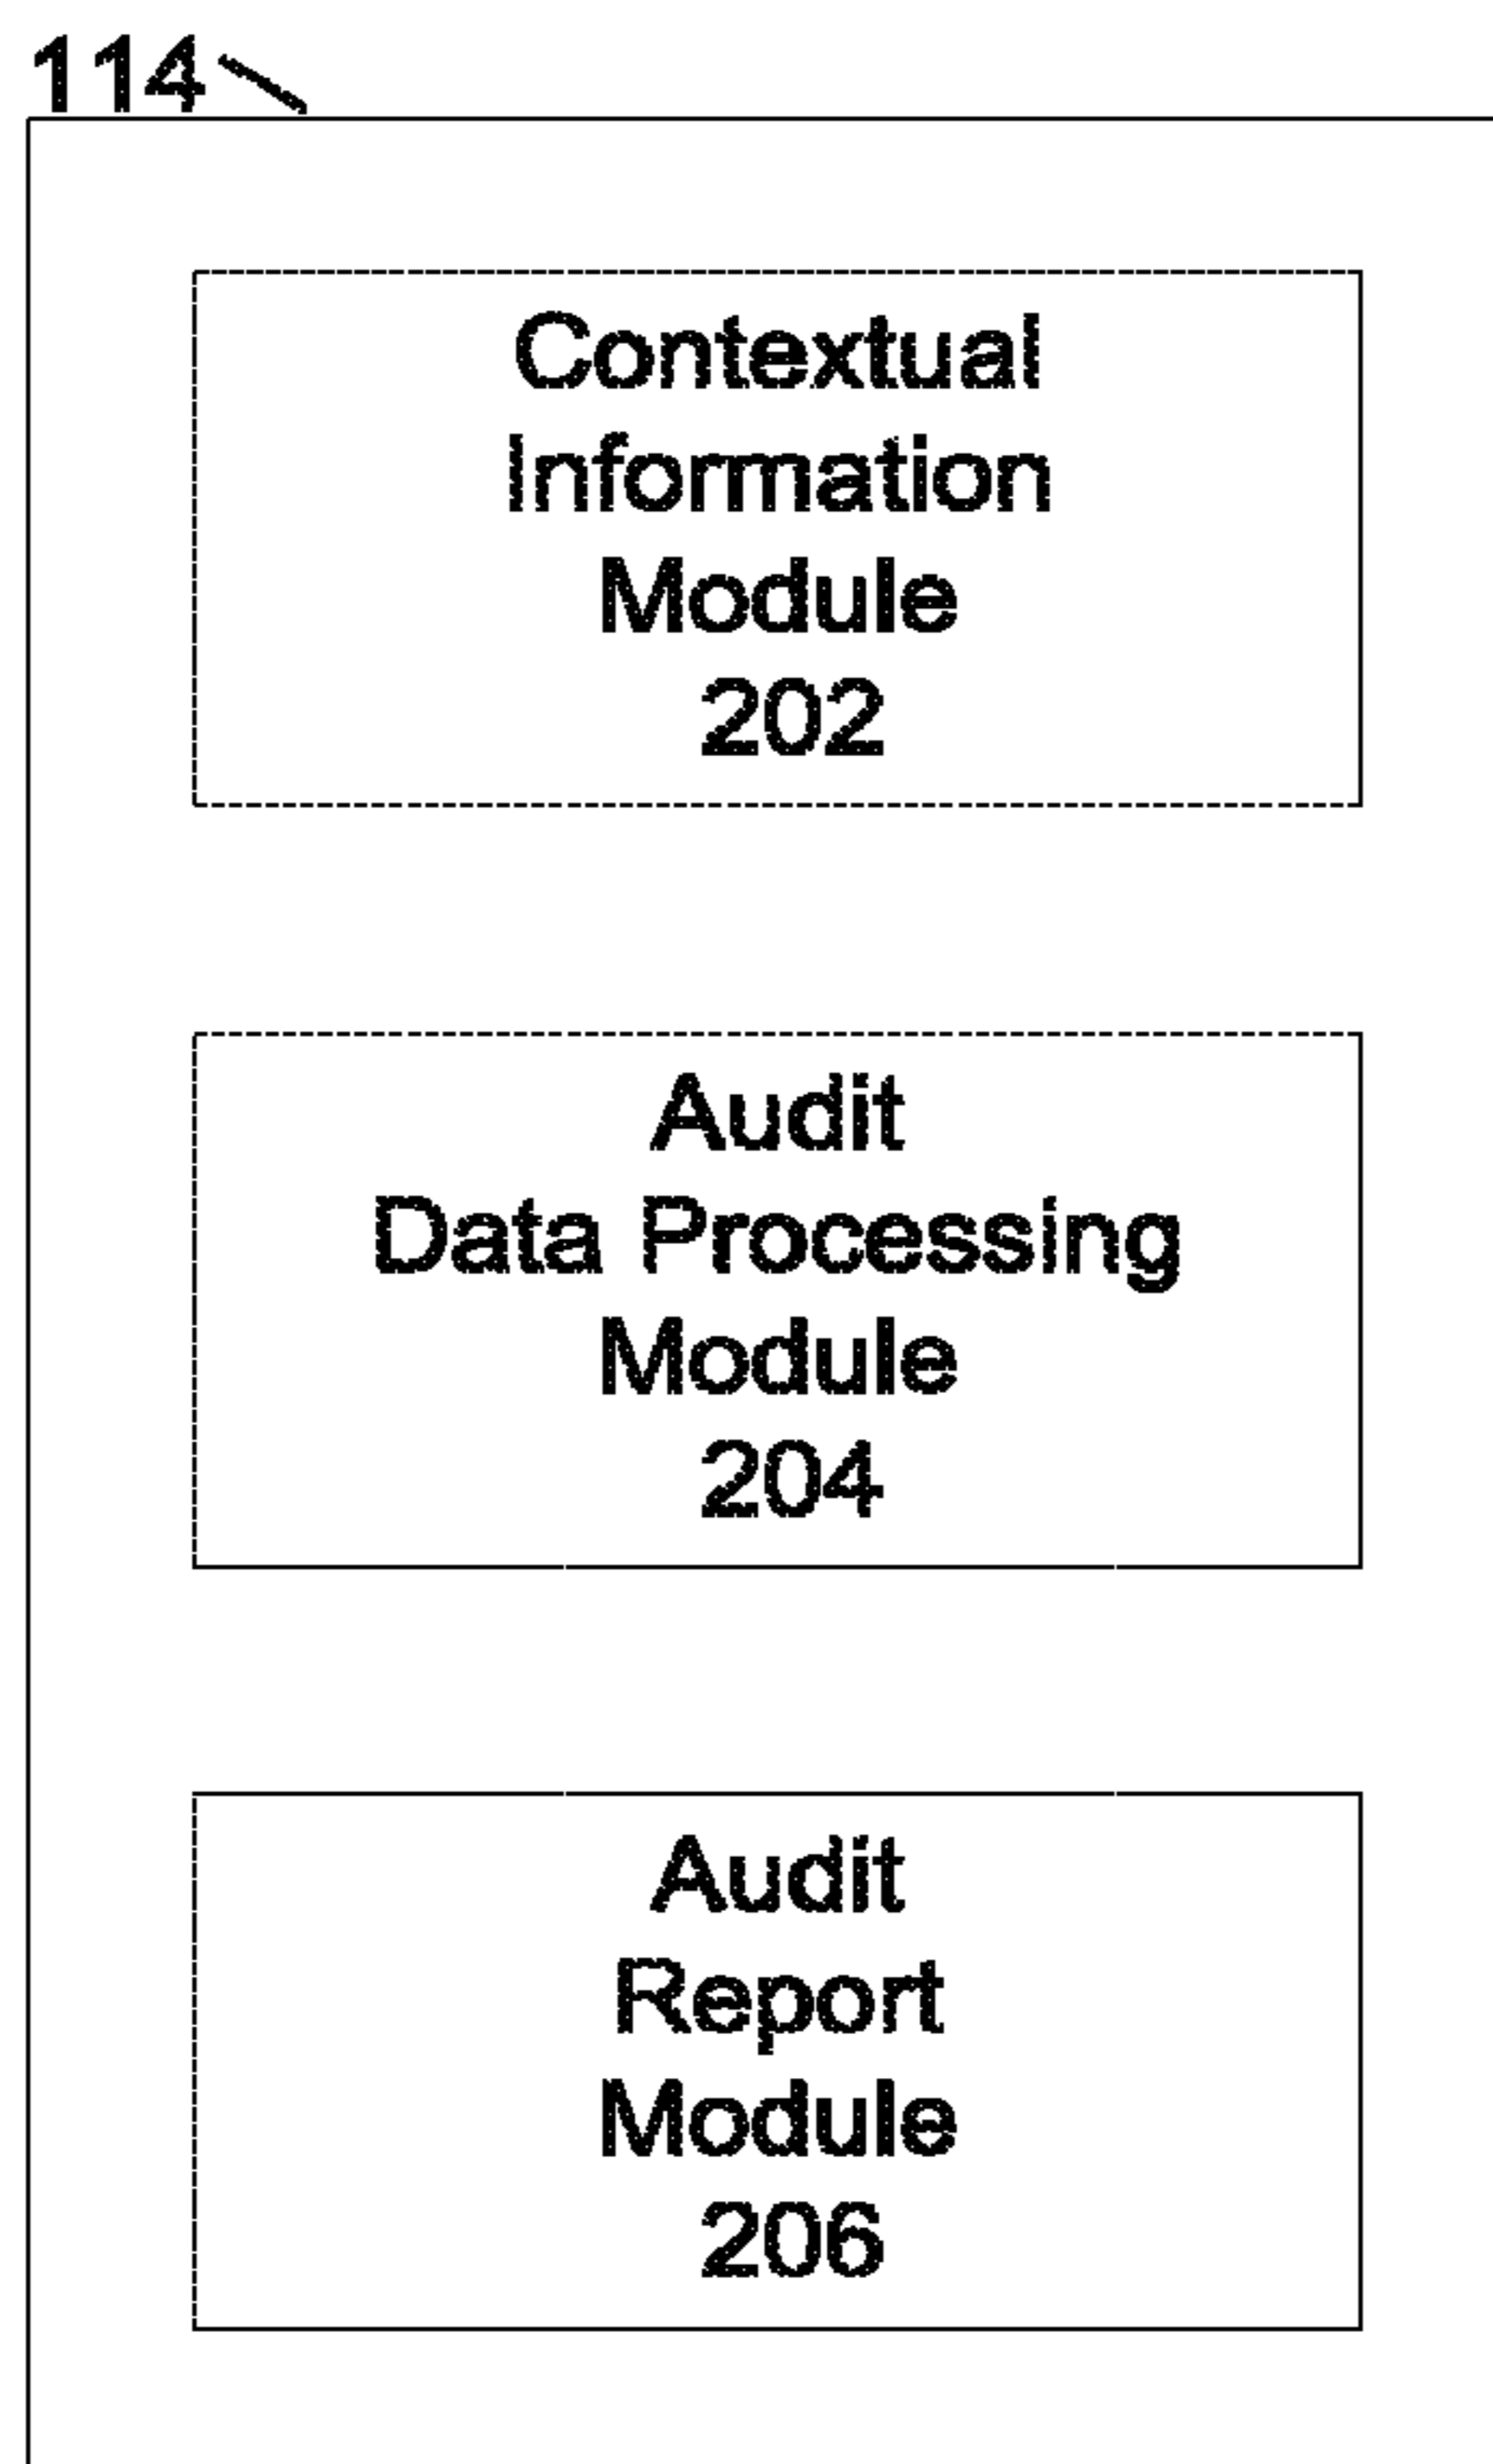 114
Contextual
Information
Module
202
Audit
Data Processing
Module
204
Audit
Report
Module
206